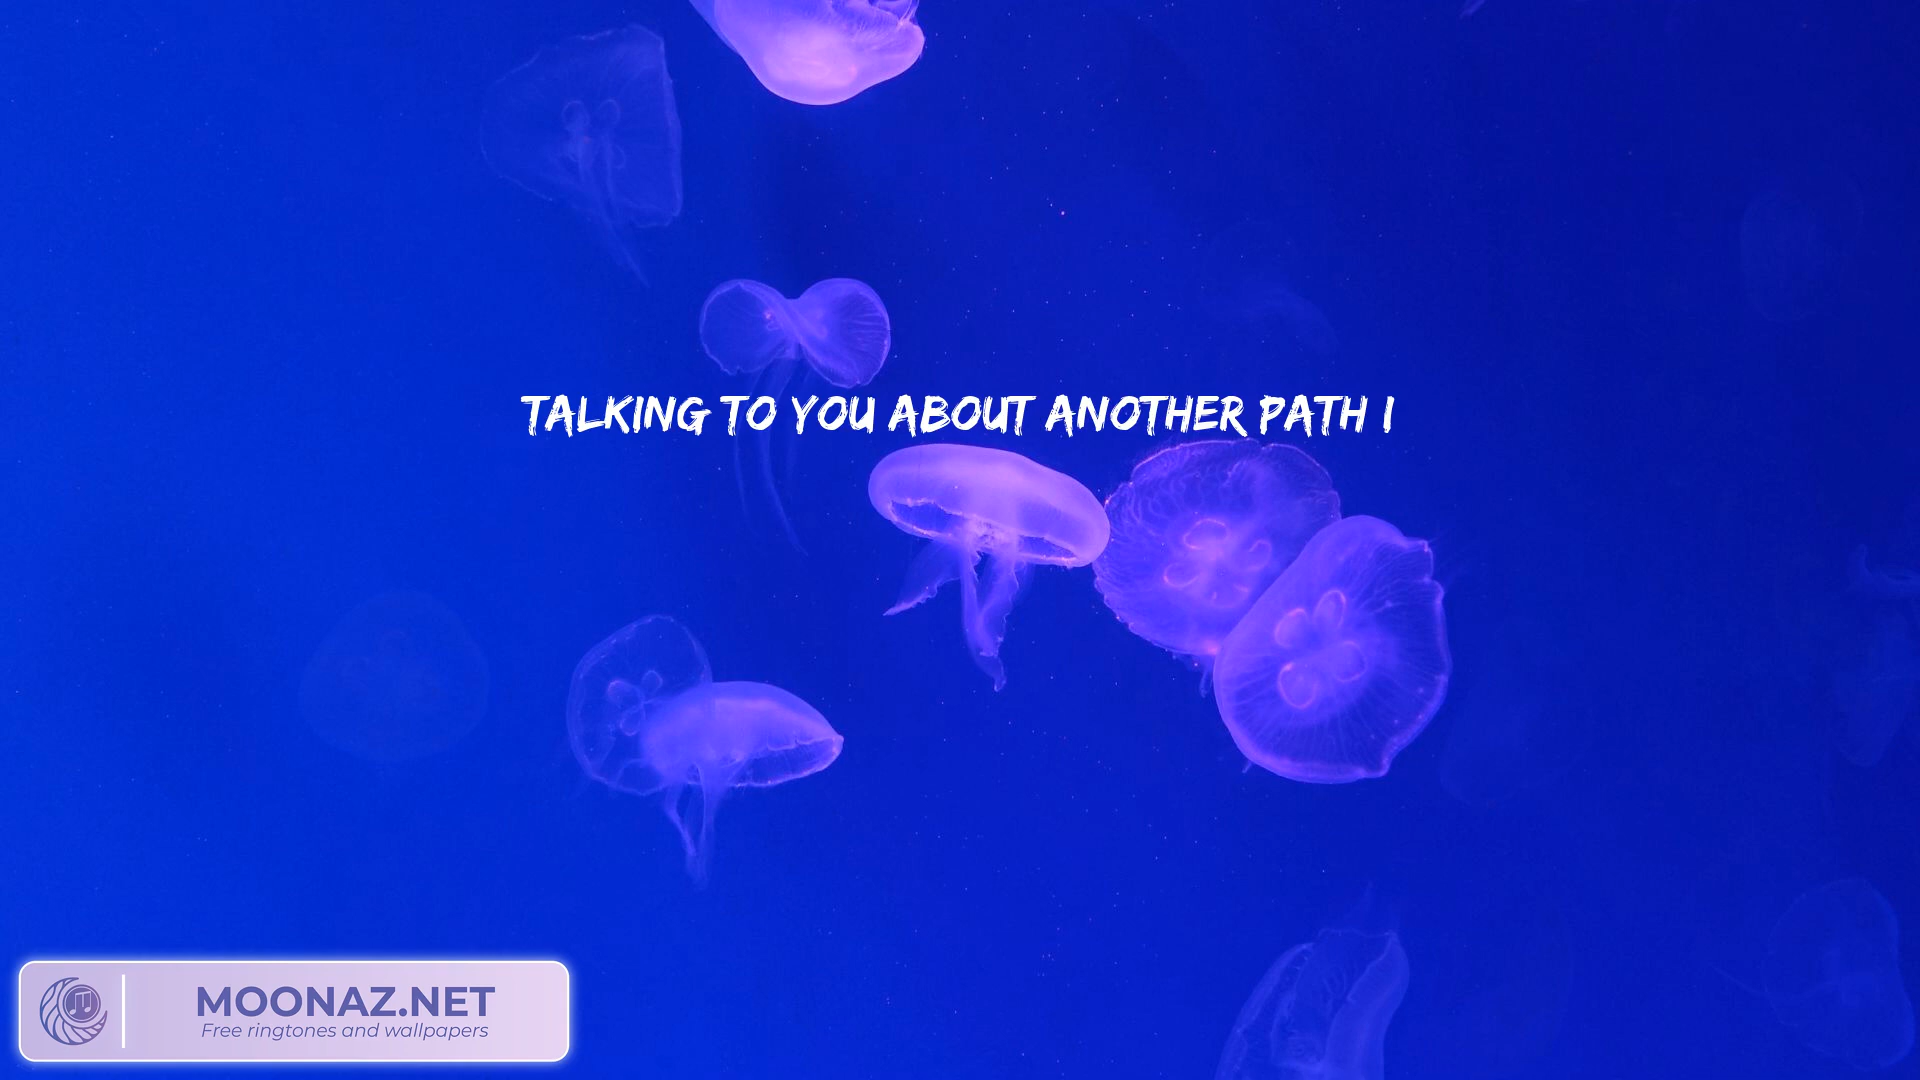 TALKING TO YOU ABOUT ANOTHER PATH I
MOONAZ.NET
Free ringtones and wallpapers